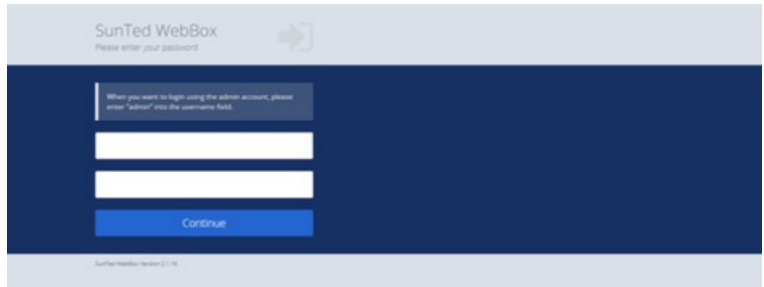 SunTed WebBox
Please enter your password
When you want to login using the admin account, please
enter "admin" into the username field.
Continue
SunTed WebBox Version 2.1.16